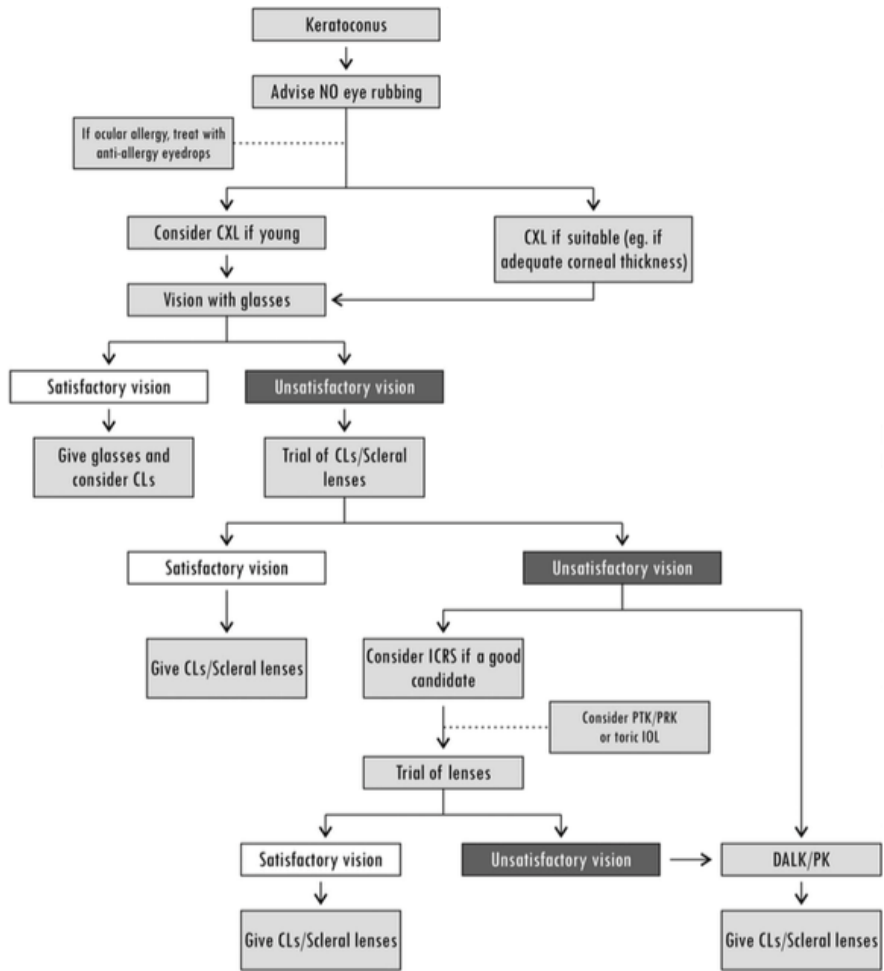 Keratoconus
Advise NO eye rubbing
If ocular allergy, treat with
anti-allergy eyedrops
Consider CXL if young
CXL if suitable (eg. if
adequate corneal thickness)
Vision with glasses
Satisfactory vision
Unsatisfactory vision
Give glasses and
consider CLs
Trial of CLs/Scleral
lenses
Satisfactory vision
Unsatisfactory vision
Give CLs/Scleral lenses
Consider ICRS if a good
candidate
Consider PTK/PRK
or toric IOL
Trial of lenses
Satisfactory vision
Unsatisfactory vision
DALK/PK
Give CLs/Scleral lenses
Give CLs/Scleral lenses